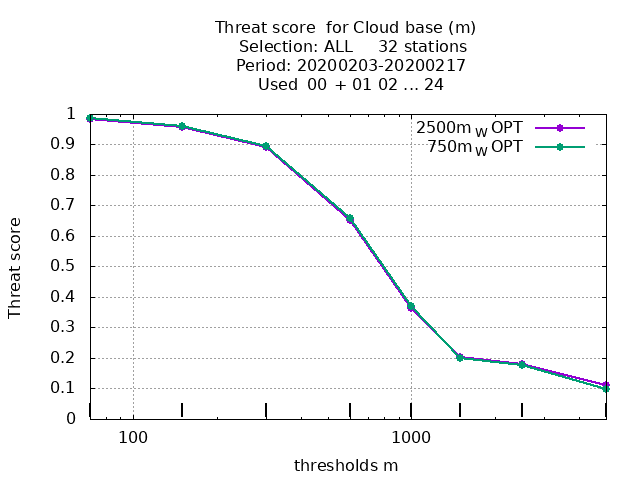 Threat score  for Cloud base (m)
Selection: ALL     32 stations
Period: 20200203-20200217
Used  00  + 01 02 ... 24
2500m W OPT
750m W OPT
1
0.9
0.8
0.7
0.6
0.5
0.4
0.3
0.2
0.1
0
Threat score
100
1000
thresholds m